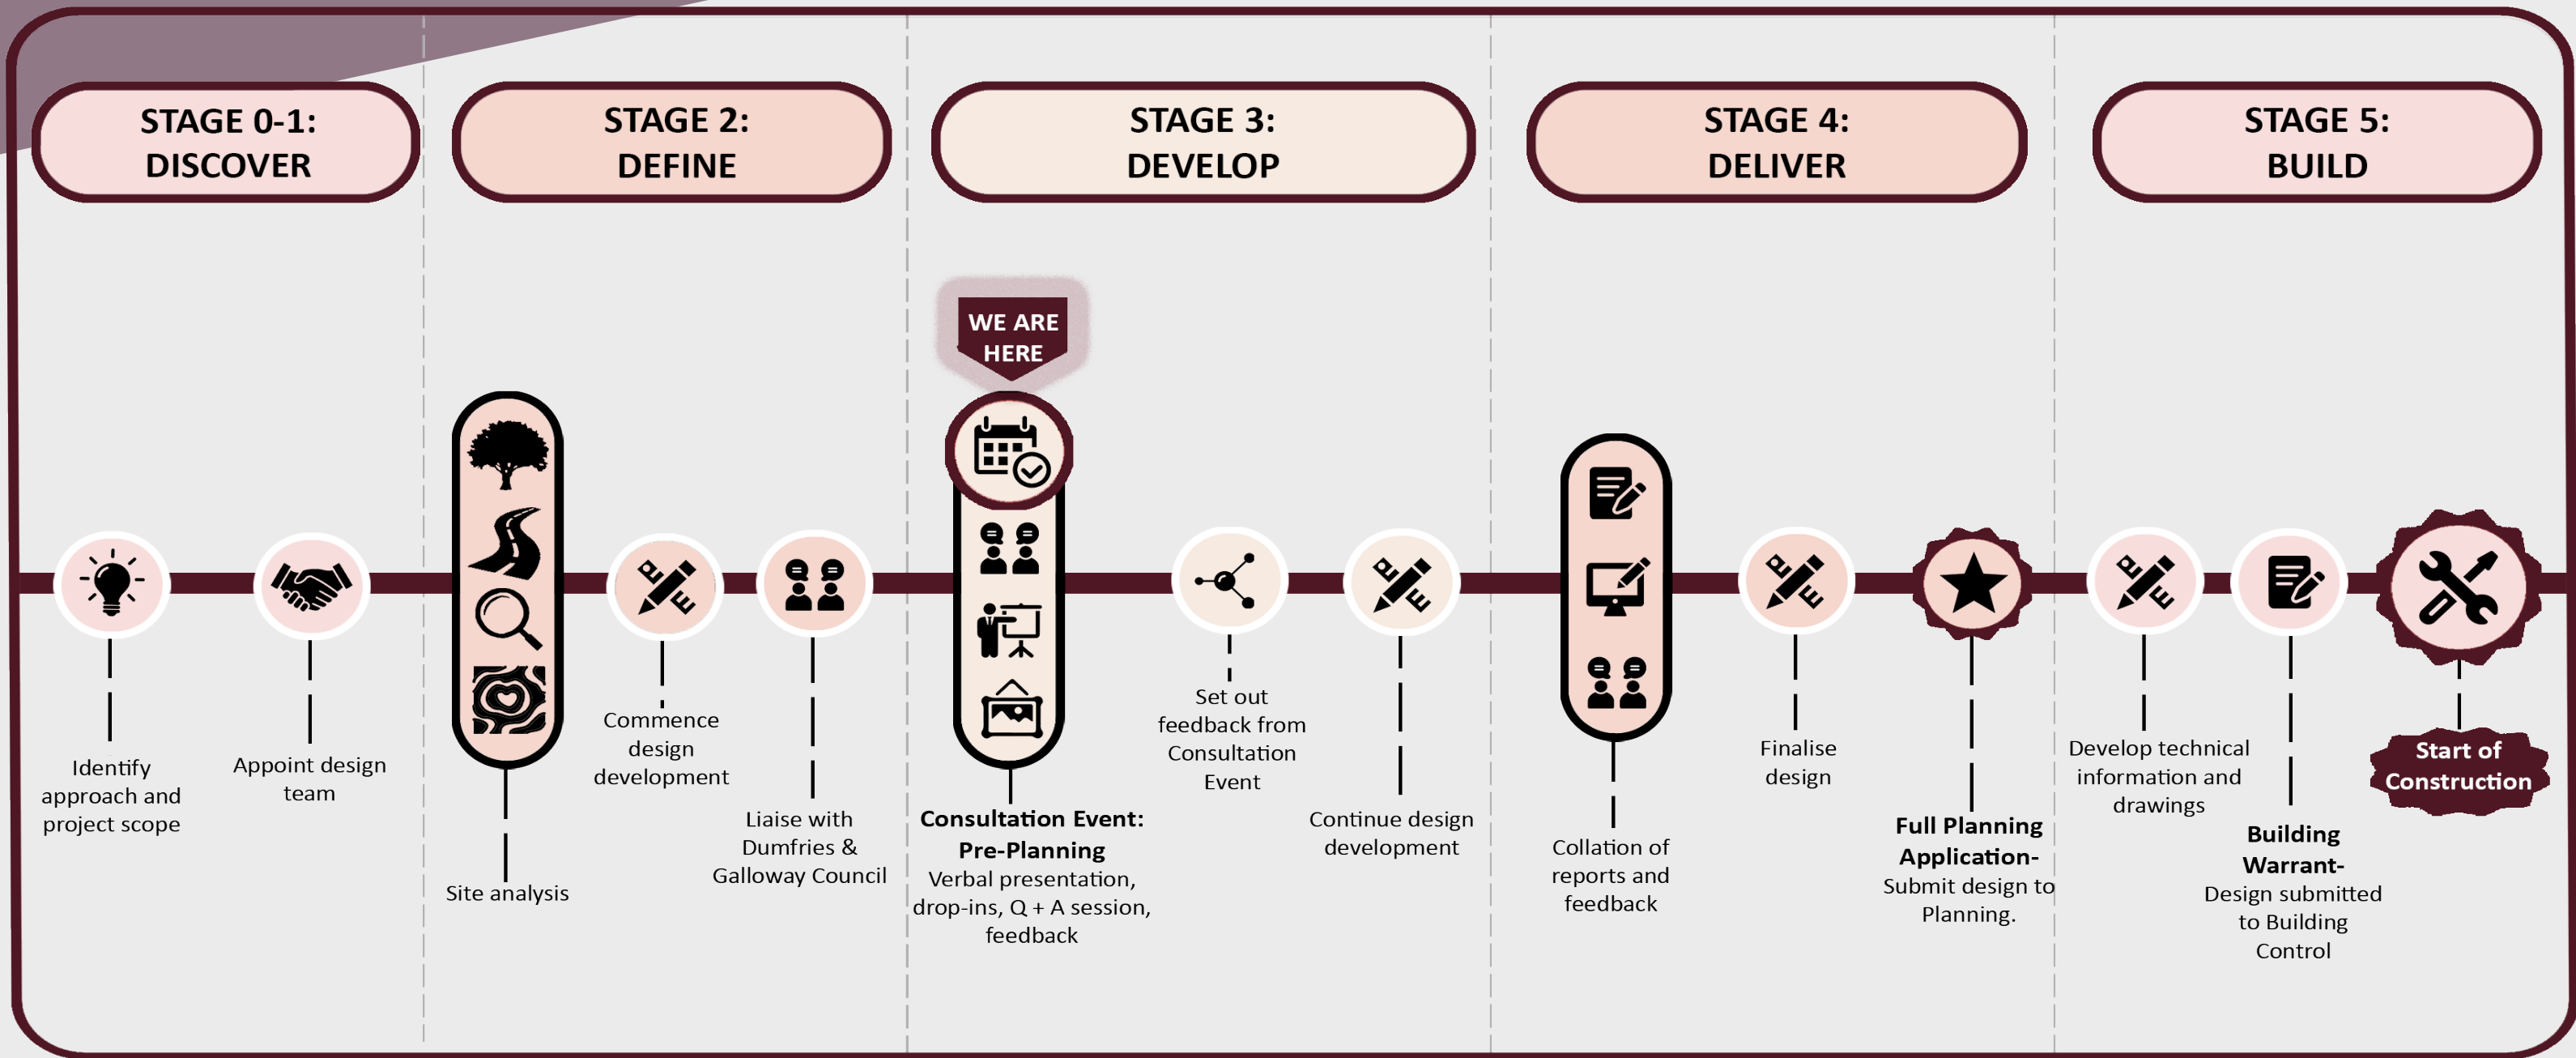 STAGE 0-1:
DISCOVER
STAGE 2:
DEFINE
STAGE 3:
DEVELOP
STAGE 4:
DELIVER
STAGE 5:
BUILD
WE ARE
HERE
Identify
approach and
project scope
Appoint design
team
Site analysis
Commence
design
development
Liaise with
Dumfries &
Galloway Council
Consultation Event:
Pre-Planning
Verbal presentation,
drop-ins, Q + A session,
feedback
Set out
feedback from
Consultation
Event
Continue design
development
Collation of
reports and
feedback
Finalise
design
Full Planning
Application-
Submit design to
Planning.
Develop technical
information and
drawings
Building
Warrant-
Design submitted
to Building
Control
Start of
Construction